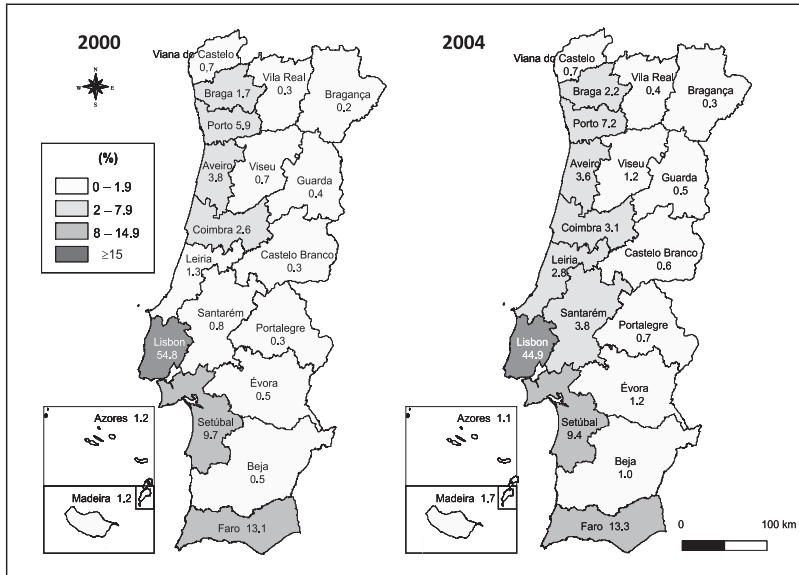 2000
N
W E
S
(%)
0 – 1.9
2 – 7.9
8 – 14.9
≥15
Viana do Castelo
0.7
Braga 1.7
Vila Real
0.3
Bragança
0.2
Porto 5.9
Aveiro
3.8
Viseu
0.7
Guarda
0.4
Coimbra 2.6
Leiria
1.3
Castelo Branco
0.3
Santarém
0.8
Lisbon
54.8
Portalegre
0.3
Évora
0.5
Setúbal
9.7
Beja
0.5
Faro 13.1
Azores 1.2
Madeira 1.2
2004
Viana do Castelo
0.7
Braga 2.2
Vila Real
0.4
Bragança
0.3
Porto 7.2
Aveiro
3.6
Viseu
1.2
Guarda
0.5
Coimbra 3.1
Leiria
2.8
Castelo Branco
0.6
Santarém
3.8
Lisbon
44.9
Portalegre
0.7
Évora
1.2
Setúbal
9.4
Beja
1.0
Faro 13,3
Azores 1.1
Madeira 1.7
0 100 km